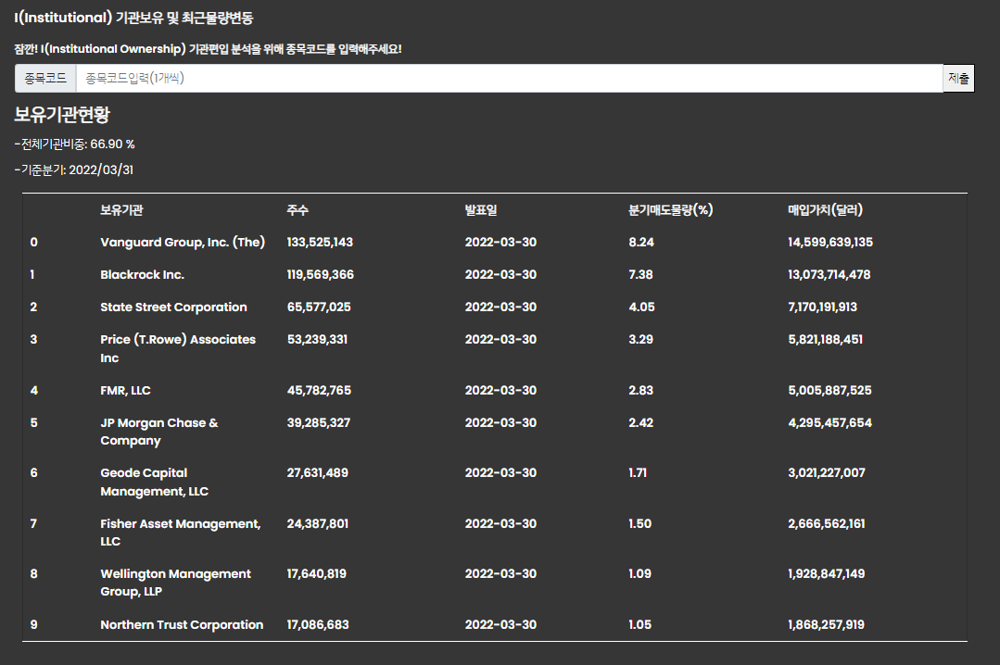 I(Institutional) 기관보유 및 최근물량변동
잠깐! I(Institutional Ownership) 기관편입 분석을 위해 종목코드를 입력해주세요!
종목코드 종목코드입력(1개씩) 제출
보유기관현황
-전체기관비중: 66.90 %
-기준분기: 2022/03/31
보유기관 주수 발표일 분기매도물량(%) 매입가치(달러)
0 Vanguard Group, Inc. (The) 133,525,143 2022-03-30 8.24 14,599,639,135
1 Blackrock Inc. 119,569,366 2022-03-30 7.38 13,073,714,478
2 State Street Corporation 65,577,025 2022-03-30 4.05 7,170,191,913
3 Price (T.Rowe) Associates 53,239,331 2022-03-30 3.29 5,821,188,451
Inc
4 FMR, LLC 45,782,765 2022-03-30 2.83 5,005,887,525
5 JP Morgan Chase & 39,285,327 2022-03-30 2.42 4,295,457,654
Company
6 Geode Capital 27,631,489 2022-03-30 1.71 3,021,227,007
Management, LLC
7 Fisher Asset Management, 24,387,801 2022-03-30 1.50 2,666,562,161
LLC
8 Wellington Management 17,640,819 2022-03-30 1.09 1,928,847,149
Group, LLP
9 Northern Trust Corporation 17,086,683 2022-03-30 1.05 1,868,257,919